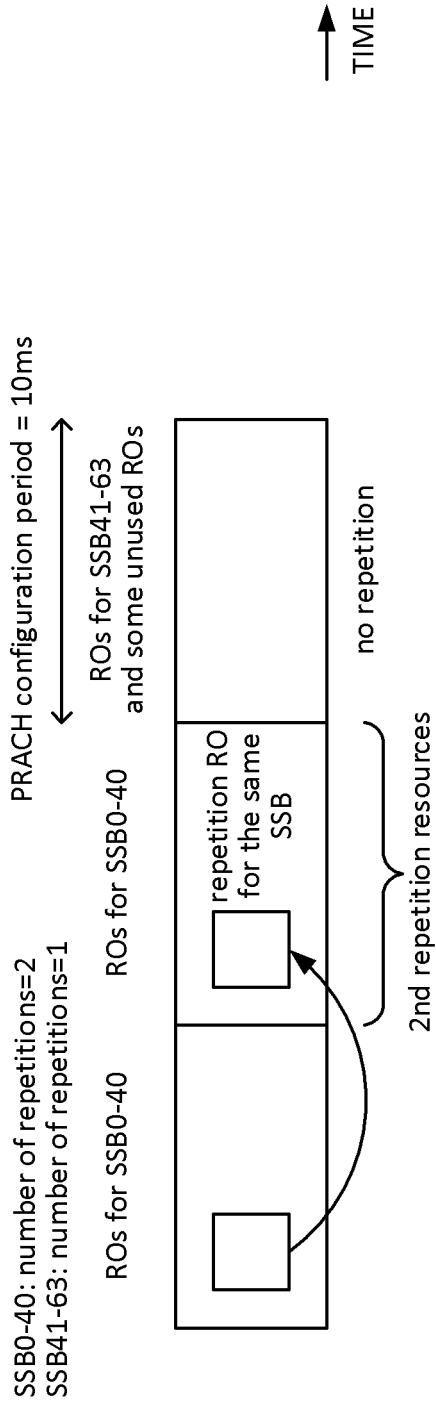 SSB0-40: number of repetitions=2
SSB41-63: number of repetitions=1
PRACH configuration period = 10ms
ROs for SSB0-40
ROs for SSB0-40
ROs for SSB41-63
and some unused ROs
repetition RO
for the same
SSB
no repetition
2nd repetition resources
TIME